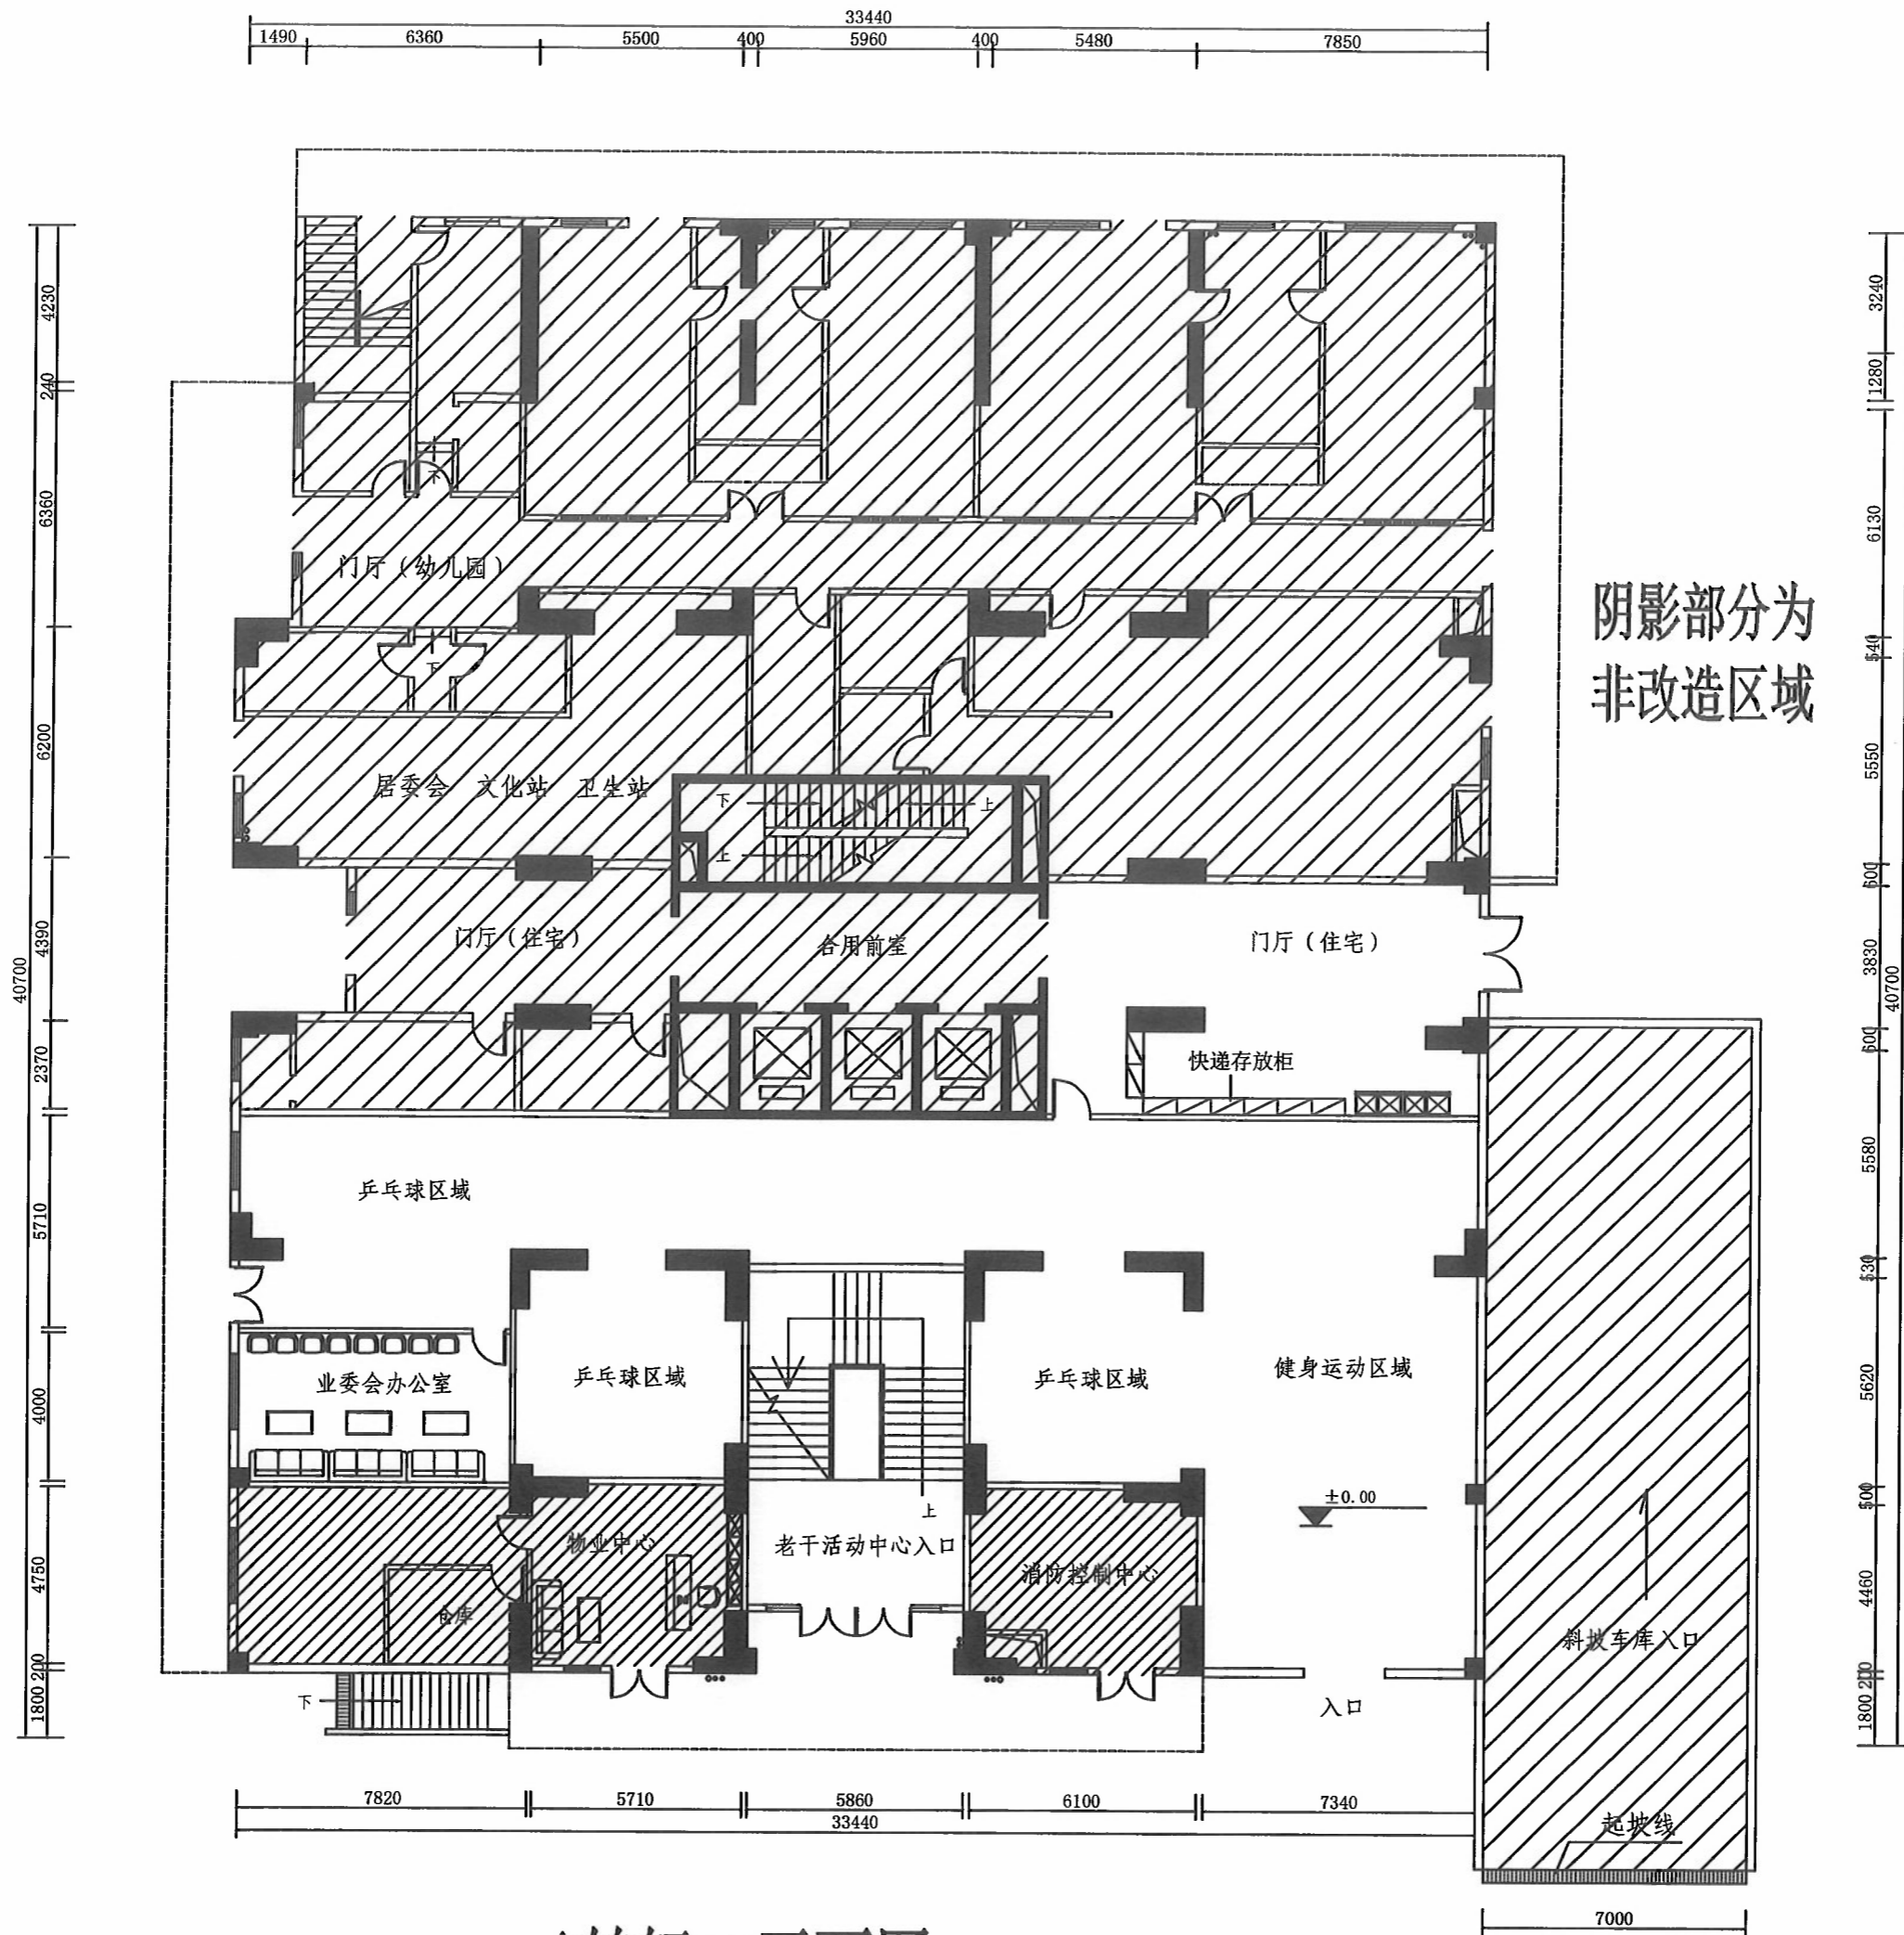 33440
1490 6360 5500 400 5960 400 5480 7850
4230
240
6360
6200
4390
40700
2370
5710
4000
4750
200
1800
3240
1280
6130
540
5550
600
3830
40700
600
5580
530
5620
500
4460
200
1800
下
门厅（幼儿园）
阴影部分为
非改造区域
下
居委会 文化站 卫生站
下 上
上
门厅（住宅） 合用前室 门厅（住宅）
快递存放柜
乒乓球区域
业委会办公室 乒乓球区域 乒乓球区域 健身运动区域
±0.00
上
物业中心 老干活动中心入口 消防控制中心
仓库
斜坡车库入口
下
入口
7820 5710 5860 6100 7340
33440
起坡线
7000